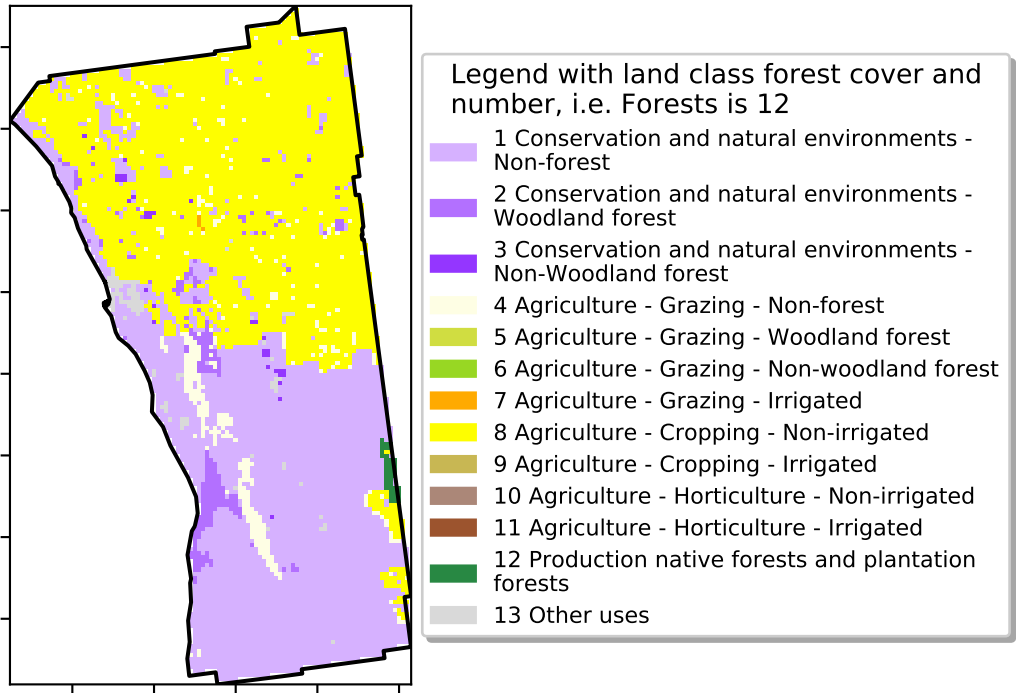 Legend with land class forest cover and
number, i.e. Forests is 12
1 Conservation and natural environments -
Non-forest
2 Conservation and natural environments -
Woodland forest
3 Conservation and natural environments -
Non-Woodland forest
4 Agriculture - Grazing - Non-forest
5 Agriculture - Grazing - Woodland forest
6 Agriculture - Grazing - Non-woodland forest
7 Agriculture - Grazing - Irrigated
8 Agriculture - Cropping - Non-irrigated
9 Agriculture - Cropping - Irrigated
10 Agriculture - Horticulture - Non-irrigated
11 Agriculture - Horticulture - Irrigated
12 Production native forests and plantation
forests
13 Other uses